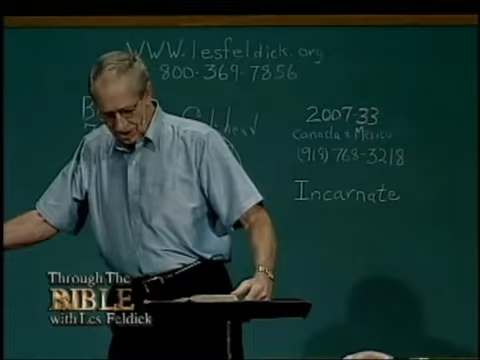 WWW.lesfeldick.org
800-369-7856
2007-33
Canada & Mexico
(918) 768-3218
Incarnate
Through The
BIBLE
with Les Feldick